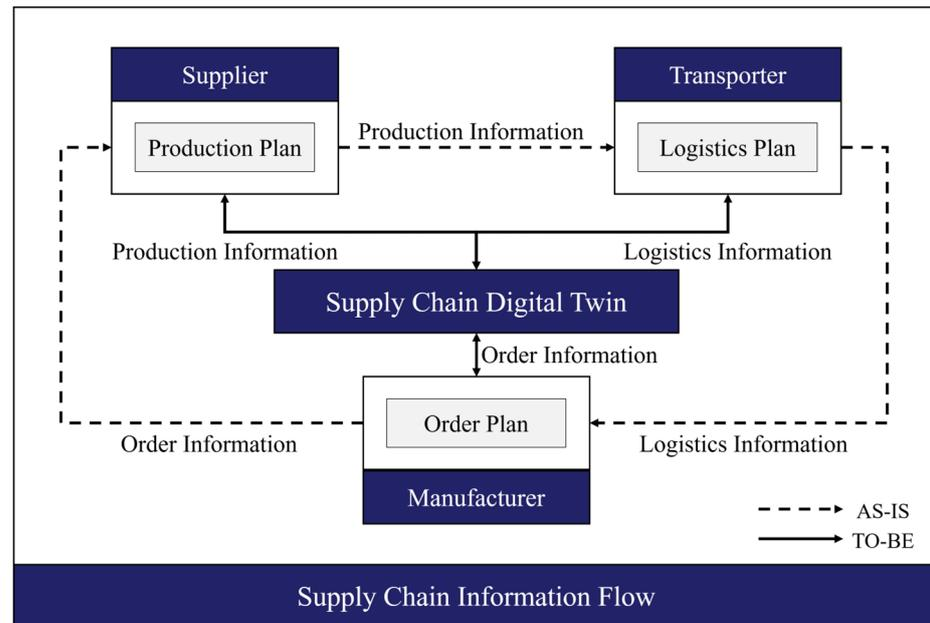 Supplier
Transporter
Production Information
Production Plan
Logistics Plan
Production Information
Logistics Information
Supply Chain Digital Twin
Order Information
Order Plan
Order Information
Logistics Information
Manufacturer
AS-IS
TO-BE
Supply Chain Information Flow